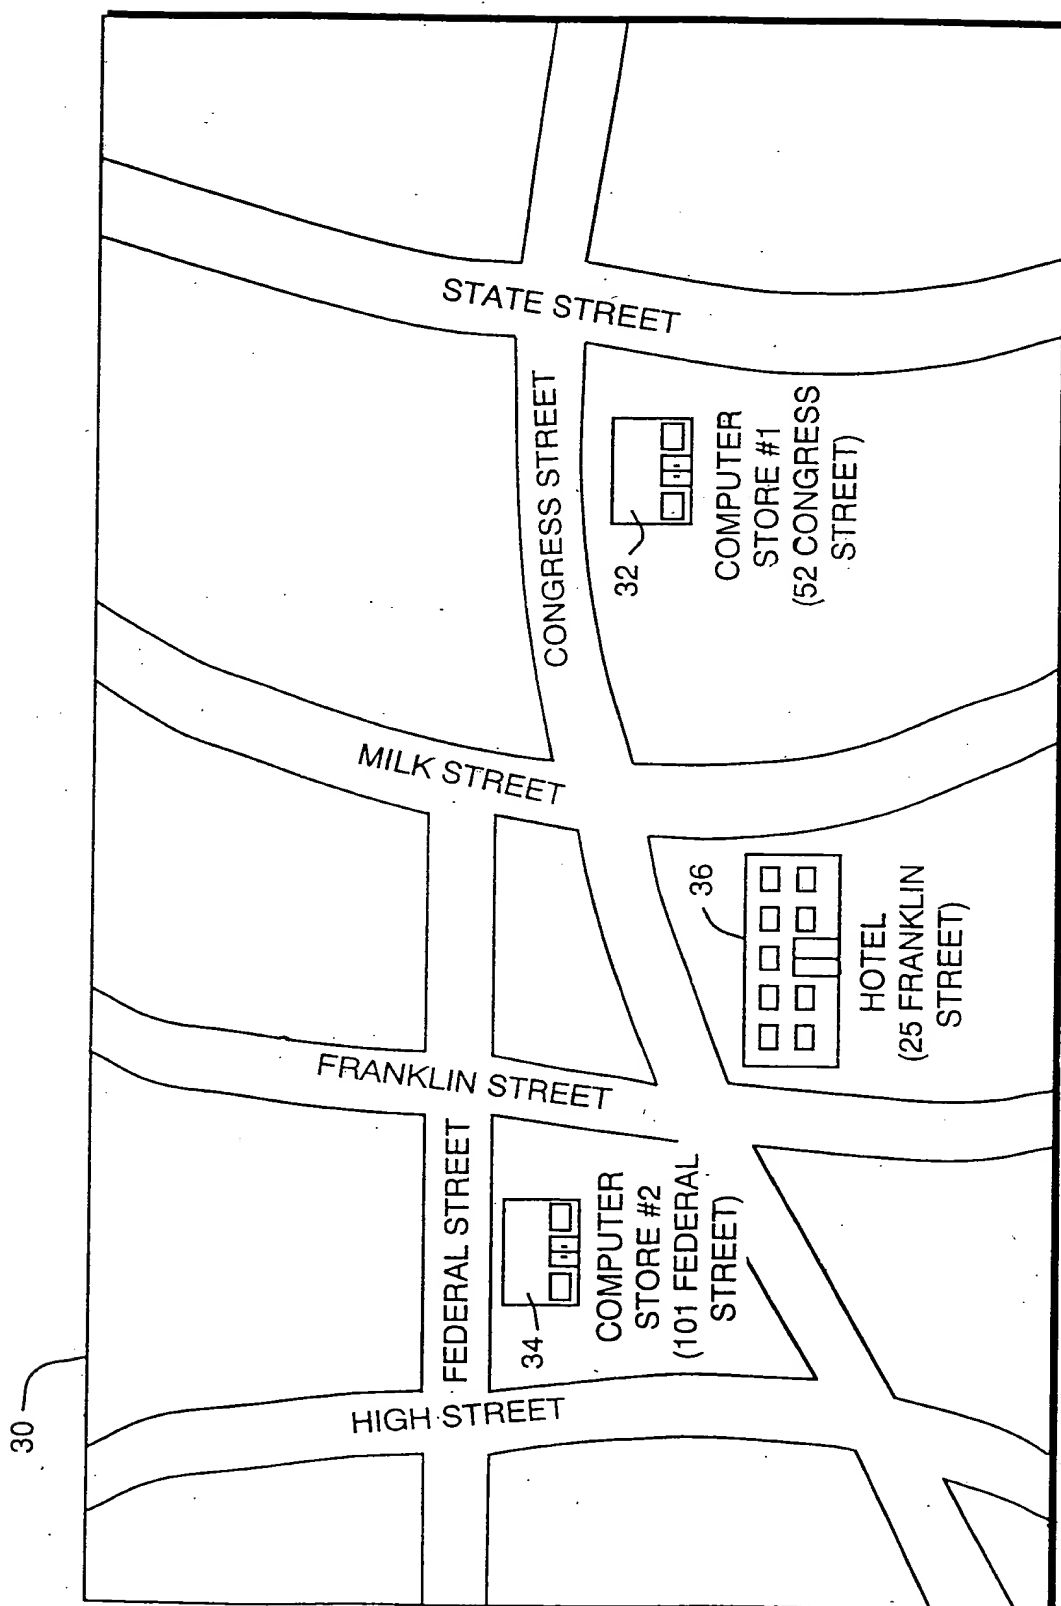 30
HIGH STREET
FEDERAL STREET
FRANKLIN STREET
MILK STREET
CONGRESS STREET
STATE STREET
34
COMPUTER
STORE #2
(101 FEDERAL
STREET)
36
HOTEL
(25 FRANKLIN
STREET)
32
COMPUTER
STORE #1
(52 CONGRESS
STREET)